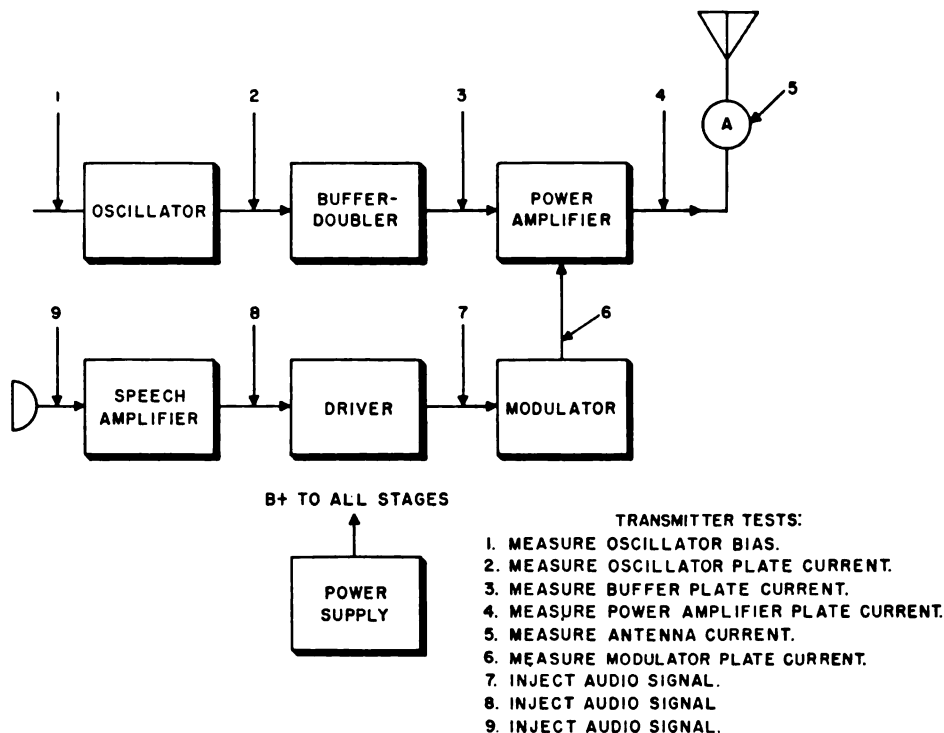 1
2
3
4
5
A
OSCILLATOR
BUFFER-
DOUBLER
POWER
AMPLIFIER
9
8
7
6
SPEECH
AMPLIFIER
DRIVER
MODULATOR
B+ TO ALL STAGES
POWER
SUPPLY
TRANSMITTER TESTS:
1. MEASURE OSCILLATOR BIAS.
2. MEASURE OSCILLATOR PLATE CURRENT.
3. MEASURE BUFFER PLATE CURRENT.
4. MEASURE POWER AMPLIFIER PLATE CURRENT.
5. MEASURE ANTENNA CURRENT.
6. MEASURE MODULATOR PLATE CURRENT.
7. INJECT AUDIO SIGNAL.
8. INJECT AUDIO SIGNAL
9. INJECT AUDIO SIGNAL.